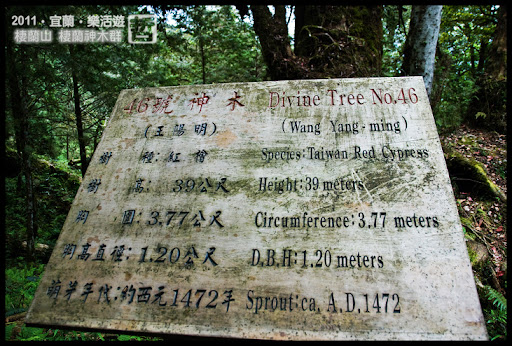 2011‧宜蘭‧樂活遊
棲蘭山 棲蘭神木群
46號神木 Divine Tree No.46
(王陽明) (Wang Yang-ming)
樹 種:紅檜 Species:Taiwan Red Cypress
樹 高: 39公尺 Height:39 meters
胸 圍:3.77公尺 Circumference:3.77 meters
胸高直徑:1.20公尺 D.B.H:1.20 meters
萌芽年代:約西元1472年 Sprout:ca. A.D.1472